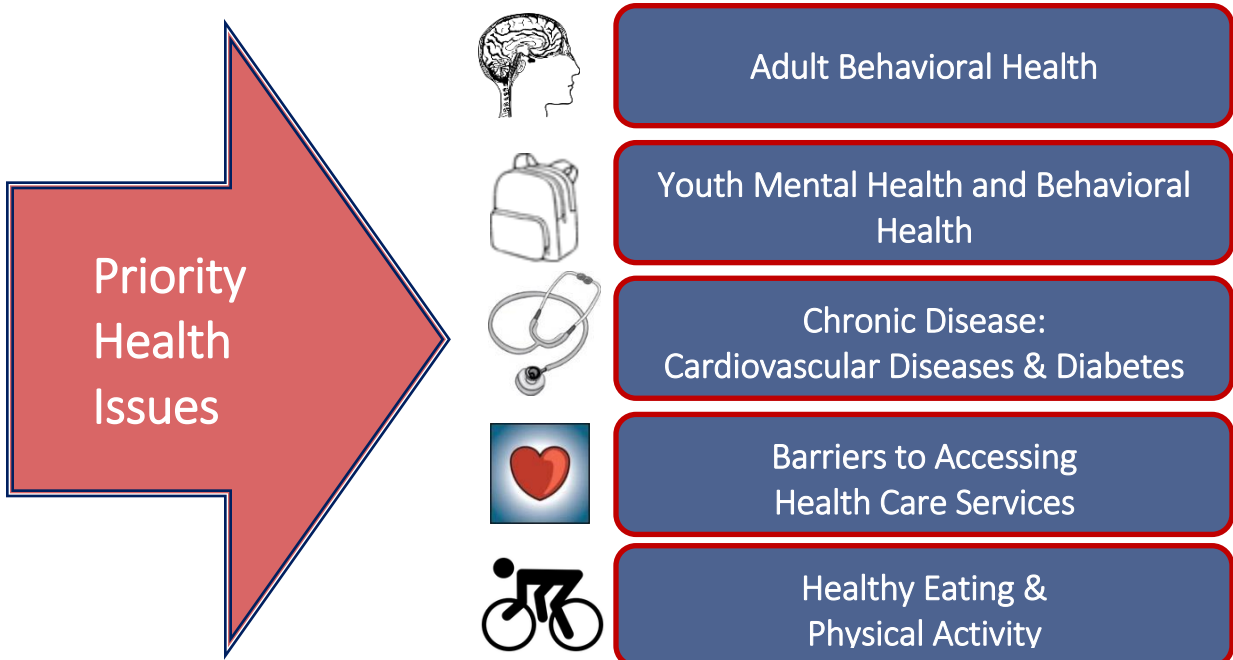 Priority
Health
Issues
Adult Behavioral Health
Youth Mental Health and Behavioral
Health
Chronic Disease:
Cardiovascular Diseases & Diabetes
Barriers to Accessing
Health Care Services
Healthy Eating &
Physical Activity